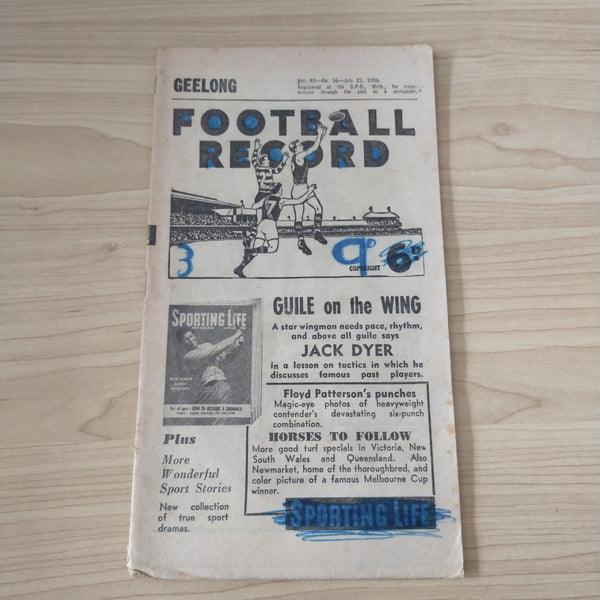 GEELONG
Vol. 45—No. 16—July 21, 1956.
Registered at the G.P.O., Melb., for trans-
mission through the post as a newspaper.
FOOTBALL
RECORD
7
3
9D
COPYRIGHT
6D
SPORTING LIFE
GUILE on the WING
A star wingman needs pace, rhythm,
and above all guile says
JACK DYER
in a lesson on tactics in which he
discusses famous past players.
Floyd Patterson's punches
Magic-eye photos of heavyweight
contender's devastating six-punch
combination.
HORSES TO FOLLOW
More good turf specials in Victoria, New
South Wales and Queensland. Also
Newmarket, home of the thoroughbred, and
color picture of a famous Melbourne Cup
winner.
Plus
More
Wonderful
Sport Stories
New collection
of true sport
dramas.
SPORTING LIFE